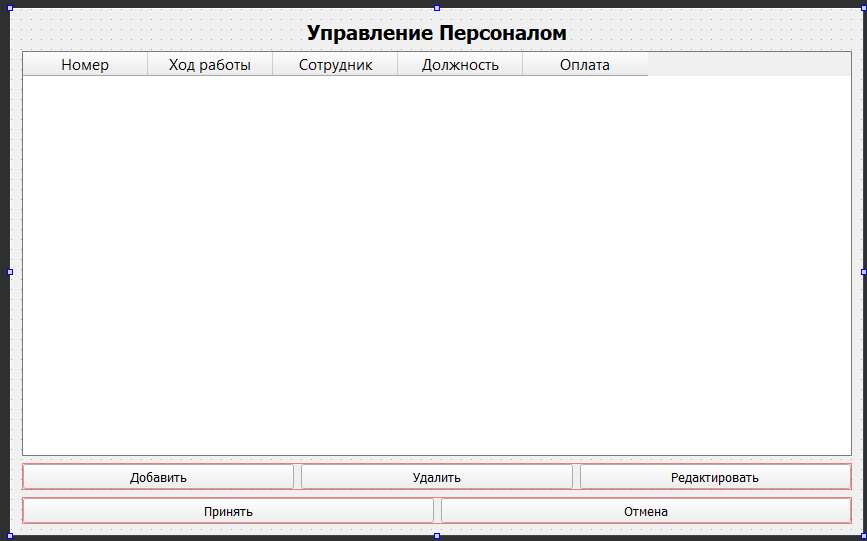 Управление Персоналом
Номер Ход работы Сотрудник Должность Оплата
Добавить Удалить Редактировать
Принять Отмена